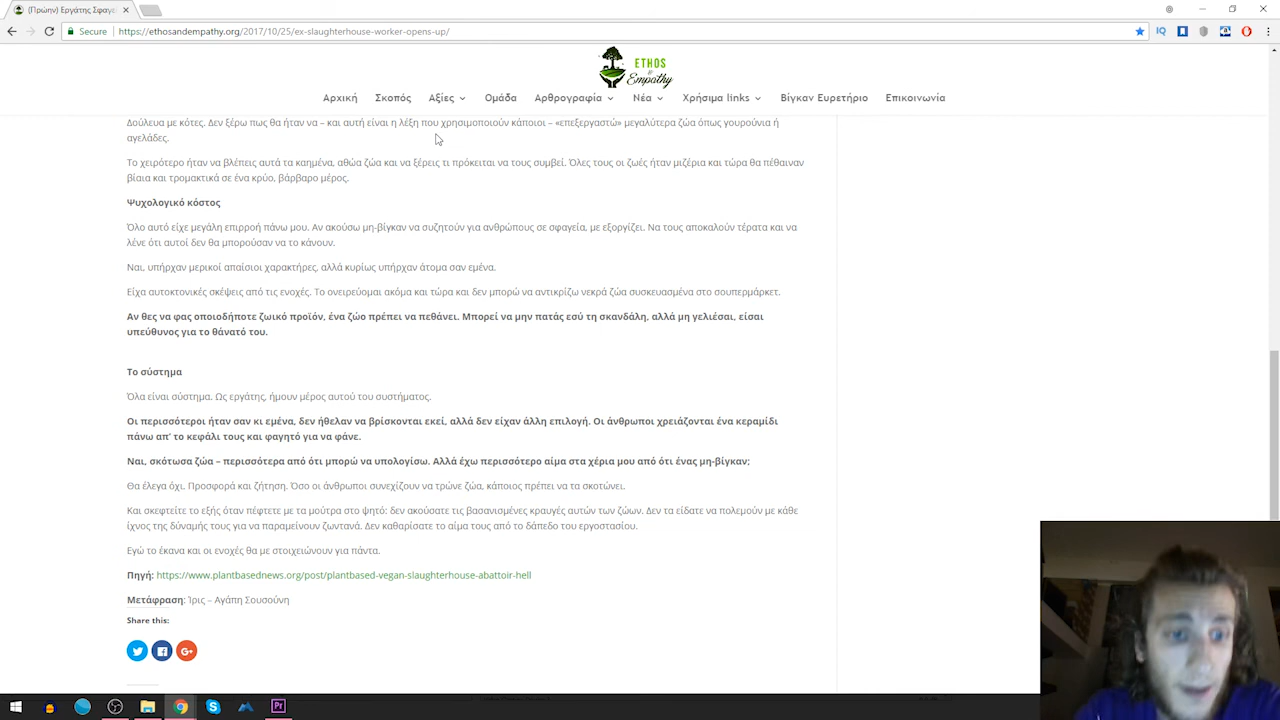 (Πρώην) Εργάτης Σφαγε
Secure https://ethosandempathy.org/2017/10/25/ex-slaughterhouse-worker-opens-up/
ETHOS
&
Empathy
Αρχική Σκοπός Αξίες Ομάδα Αρθρογραφία Νέα Χρήσιμα links Βίγκαν Ευρετήριο Επικοινωνία
Δούλευα με κότες. Δεν ξέρω πως θα ήταν να – και αυτή είναι η λέξη που χρησιμοποιούν κάποιοι – «επεξεργαστώ» μεγαλύτερα ζώα όπως γουρούνια ή
αγελάδες.
Το χειρότερο ήταν να βλέπεις αυτά τα καημένα, αθώα ζώα και να ξέρεις τι πρόκειται να τους συμβεί. Όλες τους οι ζωές ήταν μιζέρια και τώρα θα πέθαιναν
βίαια και τρομακτικά σε ένα κρύο, βάρβαρο μέρος.
Ψυχολογικό κόστος
Όλο αυτό είχε μεγάλη επιρροή πάνω μου. Αν ακούσω μη-βίγκαν να συζητούν για ανθρώπους σε σφαγεία, με εξοργίζει. Να τους αποκαλούν τέρατα και να
λένε ότι αυτοί δεν θα μπορούσαν να το κάνουν.
Ναι, υπήρχαν μερικοί απαίσιοι χαρακτήρες, αλλά κυρίως υπήρχαν άτομα σαν εμένα.
Είχα αυτοκτονικές σκέψεις από τις ενοχές. Το ονειρεύομαι ακόμα και τώρα και δεν μπορώ να αντικρίζω νεκρά ζώα συσκευασμένα στο σουπερμάρκετ.
Αν θες να φας οποιοδήποτε ζωικό προϊόν, ένα ζώο πρέπει να πεθάνει. Μπορεί να μην πατάς εσύ τη σκανδάλη, αλλά μη γελιέσαι, είσαι
υπεύθυνος για το θάνατό του.
Το σύστημα
Όλα είναι σύστημα. Ως εργάτης, ήμουν μέρος αυτού του συστήματος.
Οι περισσότεροι ήταν σαν κι εμένα, δεν ήθελαν να βρίσκονται εκεί, αλλά δεν είχαν άλλη επιλογή. Οι άνθρωποι χρειάζονται ένα κεραμίδι
πάνω απ' το κεφάλι τους και φαγητό για να φάνε.
Ναι, σκότωσα ζώα – περισσότερα από ότι μπορώ να υπολογίσω. Αλλά έχω περισσότερο αίμα στα χέρια μου από ότι ένας μη-βίγκαν;
Θα έλεγα όχι. Προσφορά και ζήτηση. Όσο οι άνθρωποι συνεχίζουν να τρώνε ζώα, κάποιος πρέπει να τα σκοτώνει.
Και σκεφτείτε το εξής όταν πέφτετε με τα μούτρα στο ψητό: δεν ακούσατε τις βασανισμένες κραυγές αυτών των ζώων. Δεν τα είδατε να πολεμούν με κάθε
ίχνος της δύναμής τους για να παραμείνουν ζωντανά. Δεν καθαρίσατε το αίμα τους από το δάπεδο του εργοστασίου.
Εγώ το έκανα και οι ενοχές θα με στοιχειώνουν για πάντα.
Πηγή: https://www.plantbasednews.org/post/plantbased-vegan-slaughterhouse-abattoir-hell
Μετάφραση: Ίρις – Αγάπη Σουσούνη
Share this: